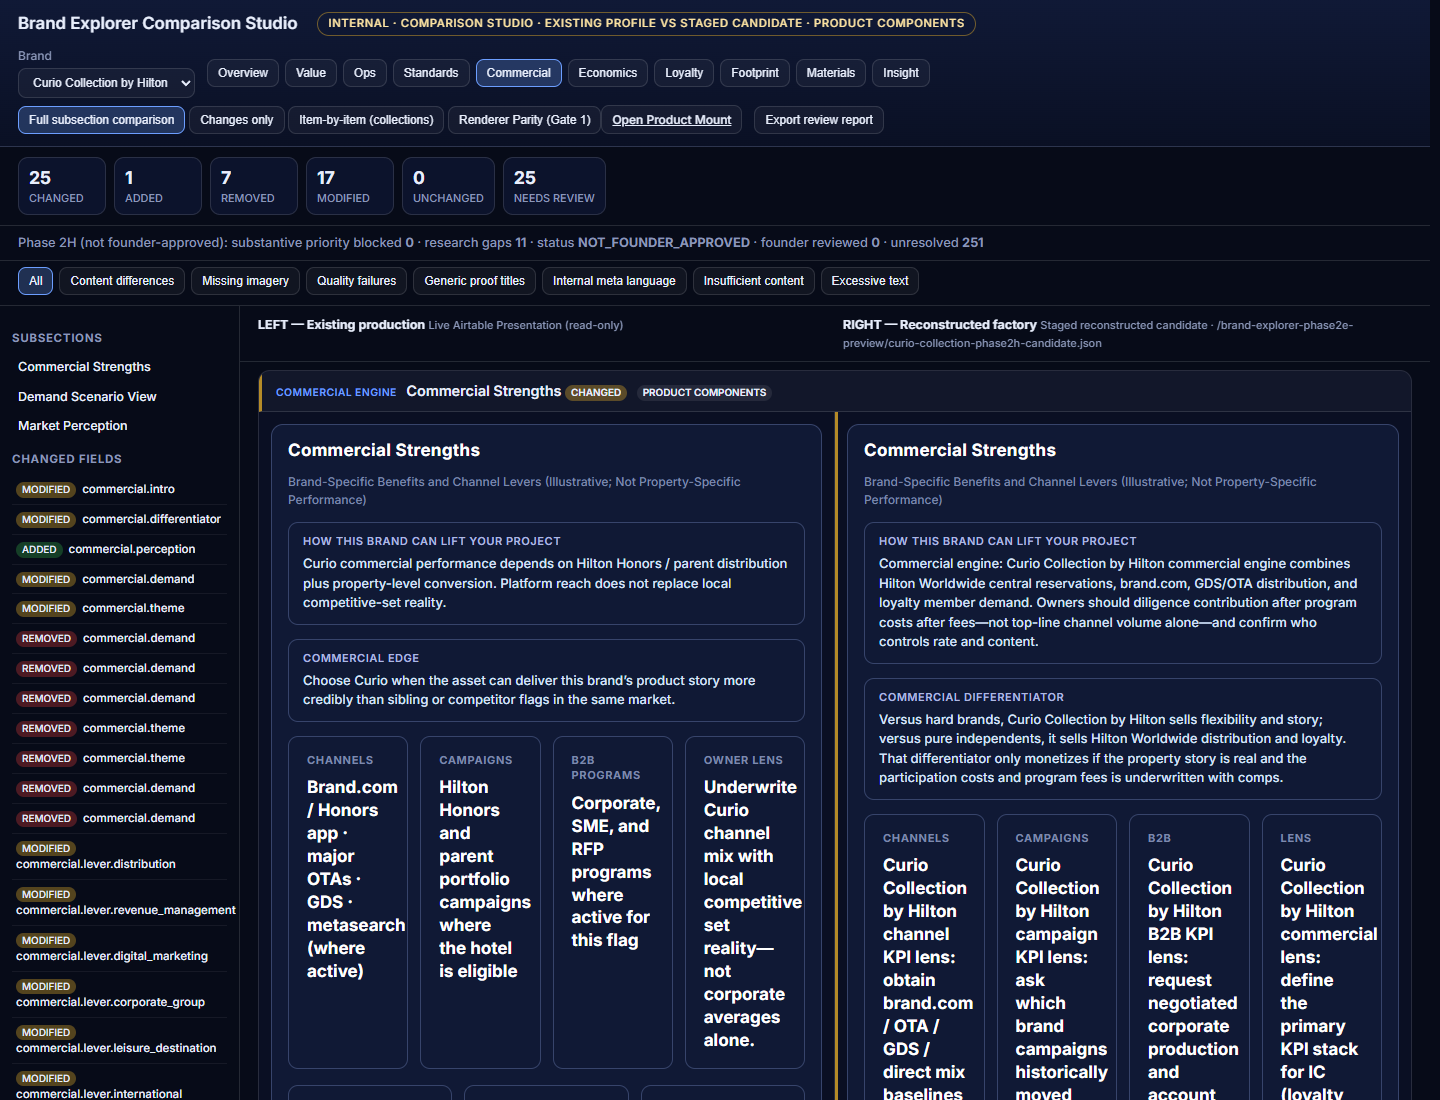 Brand Explorer Comparison Studio
INTERNAL · COMPARISON STUDIO · EXISTING PROFILE VS STAGED CANDIDATE · PRODUCT COMPONENTS
Brand
Curio Collection by Hilton
Overview
Value
Ops
Standards
Commercial
Economics
Loyalty
Footprint
Materials
Insight
Full subsection comparison
Changes only
Item-by-item (collections)
Renderer Parity (Gate 1)
Open Product Mount
Export review report
25
CHANGED
1
ADDED
7
REMOVED
17
MODIFIED
0
UNCHANGED
25
NEEDS REVIEW
Phase 2H (not founder-approved): substantive priority blocked 0 · research gaps 11 · status NOT_FOUNDER_APPROVED · founder reviewed 0 · unresolved 251
All
Content differences
Missing imagery
Quality failures
Generic proof titles
Internal meta language
Insufficient content
Excessive text
SUBSECTIONS
Commercial Strengths
Demand Scenario View
Market Perception
CHANGED FIELDS
MODIFIED commercial.intro
MODIFIED commercial.differentiator
ADDED commercial.perception
MODIFIED commercial.demand
MODIFIED commercial.theme
REMOVED commercial.demand
REMOVED commercial.demand
REMOVED commercial.demand
REMOVED commercial.theme
REMOVED commercial.theme
REMOVED commercial.demand
REMOVED commercial.demand
MODIFIED
commercial.lever.distribution
MODIFIED
commercial.lever.revenue_management
MODIFIED
commercial.lever.digital_marketing
MODIFIED
commercial.lever.corporate_group
MODIFIED
commercial.lever.leisure_destination
MODIFIED
commercial.lever.international
LEFT — Existing production Live Airtable Presentation (read-only)
RIGHT — Reconstructed factory Staged reconstructed candidate · /brand-explorer-phase2e-
preview/curio-collection-phase2h-candidate.json
COMMERCIAL ENGINE Commercial Strengths CHANGED PRODUCT COMPONENTS
Commercial Strengths
Brand-Specific Benefits and Channel Levers (Illustrative; Not Property-Specific
Performance)
HOW THIS BRAND CAN LIFT YOUR PROJECT
Curio commercial performance depends on Hilton Honors / parent distribution
plus property-level conversion. Platform reach does not replace local
competitive-set reality.
COMMERCIAL EDGE
Choose Curio when the asset can deliver this brand's product story more
credibly than sibling or competitor flags in the same market.
CHANNELS
Brand.com
/ Honors
app ·
major
OTAs ·
GDS ·
metasearch
(where
active)
CAMPAIGNS
Hilton
Honors
and
parent
portfolio
campaigns
where
the hotel
is eligible
B2B
PROGRAMS
Corporate,
SME, and
RFP
programs
where
active for
this flag
OWNER LENS
Underwrite
Curio
channel
mix with
local
competitive
set
reality—
not
corporate
averages
alone.
Commercial Strengths
Brand-Specific Benefits and Channel Levers (Illustrative; Not Property-Specific
Performance)
HOW THIS BRAND CAN LIFT YOUR PROJECT
Commercial engine: Curio Collection by Hilton commercial engine combines
Hilton Worldwide central reservations, brand.com, GDS/OTA distribution, and
loyalty member demand. Owners should diligence contribution after program
costs after fees—not top-line channel volume alone—and confirm who
controls rate and content.
COMMERCIAL DIFFERENTIATOR
Versus hard brands, Curio Collection by Hilton sells flexibility and story;
versus pure independents, it sells Hilton Worldwide distribution and loyalty.
That differentiator only monetizes if the property story is real and the
participation costs and program fees is underwritten with comps.
CHANNELS
Curio
Collection
by Hilton
channel
KPI lens:
obtain
brand.com
/ OTA /
GDS /
direct mix
baselines
CAMPAIGNS
Curio
Collection
by Hilton
campaign
KPI lens:
ask
which
brand
campaigns
historically
moved
B2B
Curio
Collection
by Hilton
B2B KPI
lens:
request
negotiated
corporate
production
and
account
LENS
Curio
Collection
by Hilton
commercial
lens:
define
the
primary
KPI stack
for IC
(loyalty